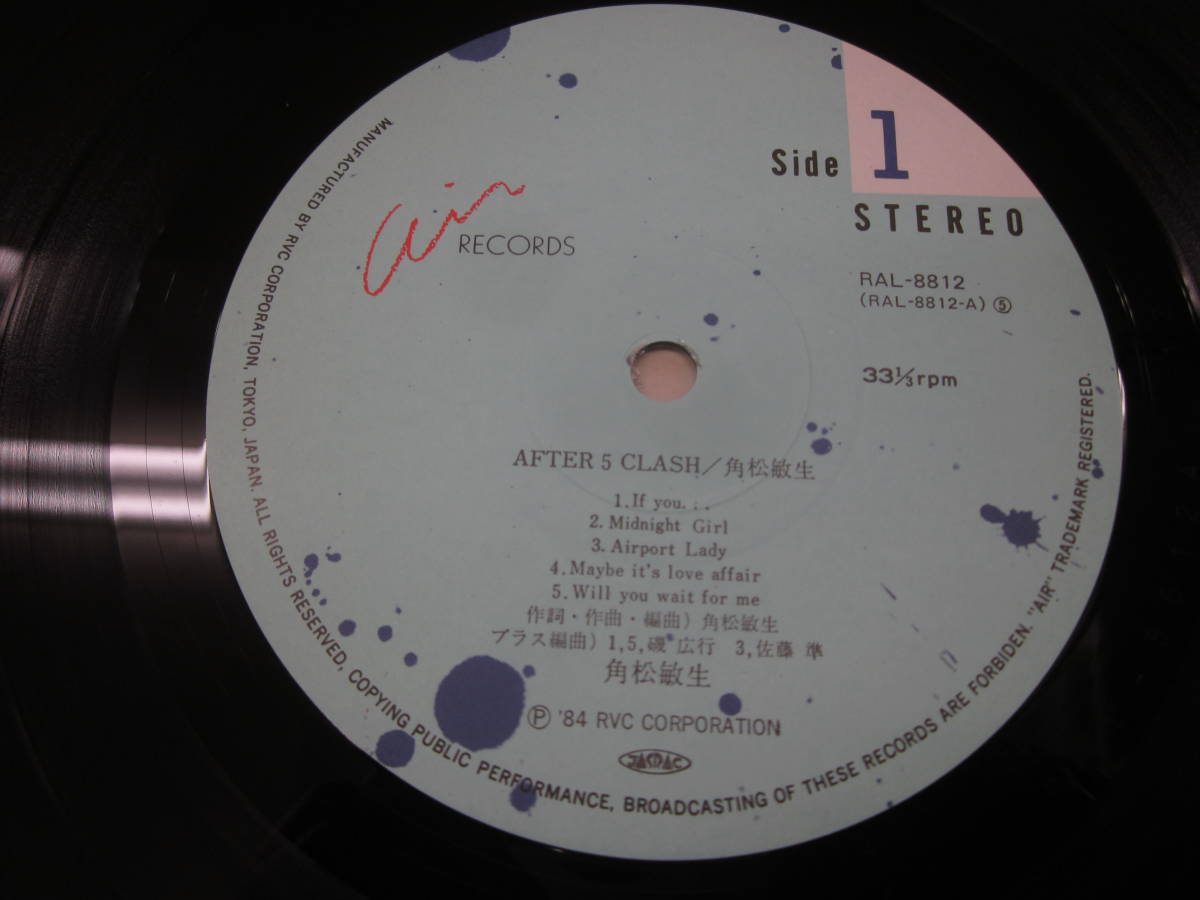 Air RECORDS
Side 1
STEREO
RAL-8812
(RAL-8812-A) ⑤
33⅓rpm
AFTER 5 CLASH/角松敏生
1. If you...
2. Midnight Girl
3. Airport Lady
4. Maybe it's love affair
5. Will you wait for me
作詞・作曲・編曲) 角松敏生
ブラス編曲) 1, 5, 磯 広行 3, 佐藤 準
角松敏生
Ⓟ '84 RVC CORPORATION
JASRAC
MANUFACTURED BY RVC CORPORATION, TOKYO, JAPAN. ALL RIGHTS RESERVED, COPYING PUBLIC PERFORMANCE, BROADCASTING OF THESE RECORDS ARE FORBIDDEN. "AIR" TRADEMARK REGISTERED.